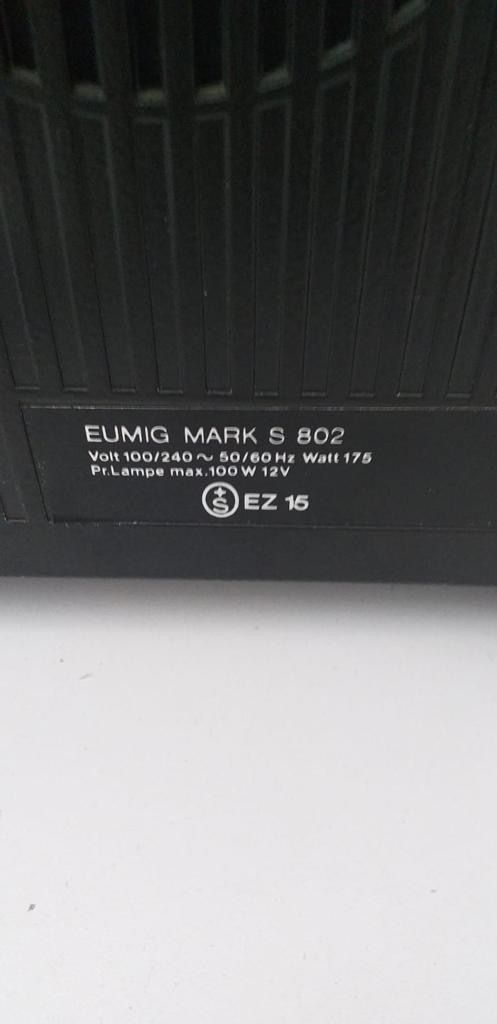 EUMIG MARK S 802
Volt 100/240 ~ 50/60 Hz Watt 175
Pr.Lampe max.100 W 12V
+S EZ 15